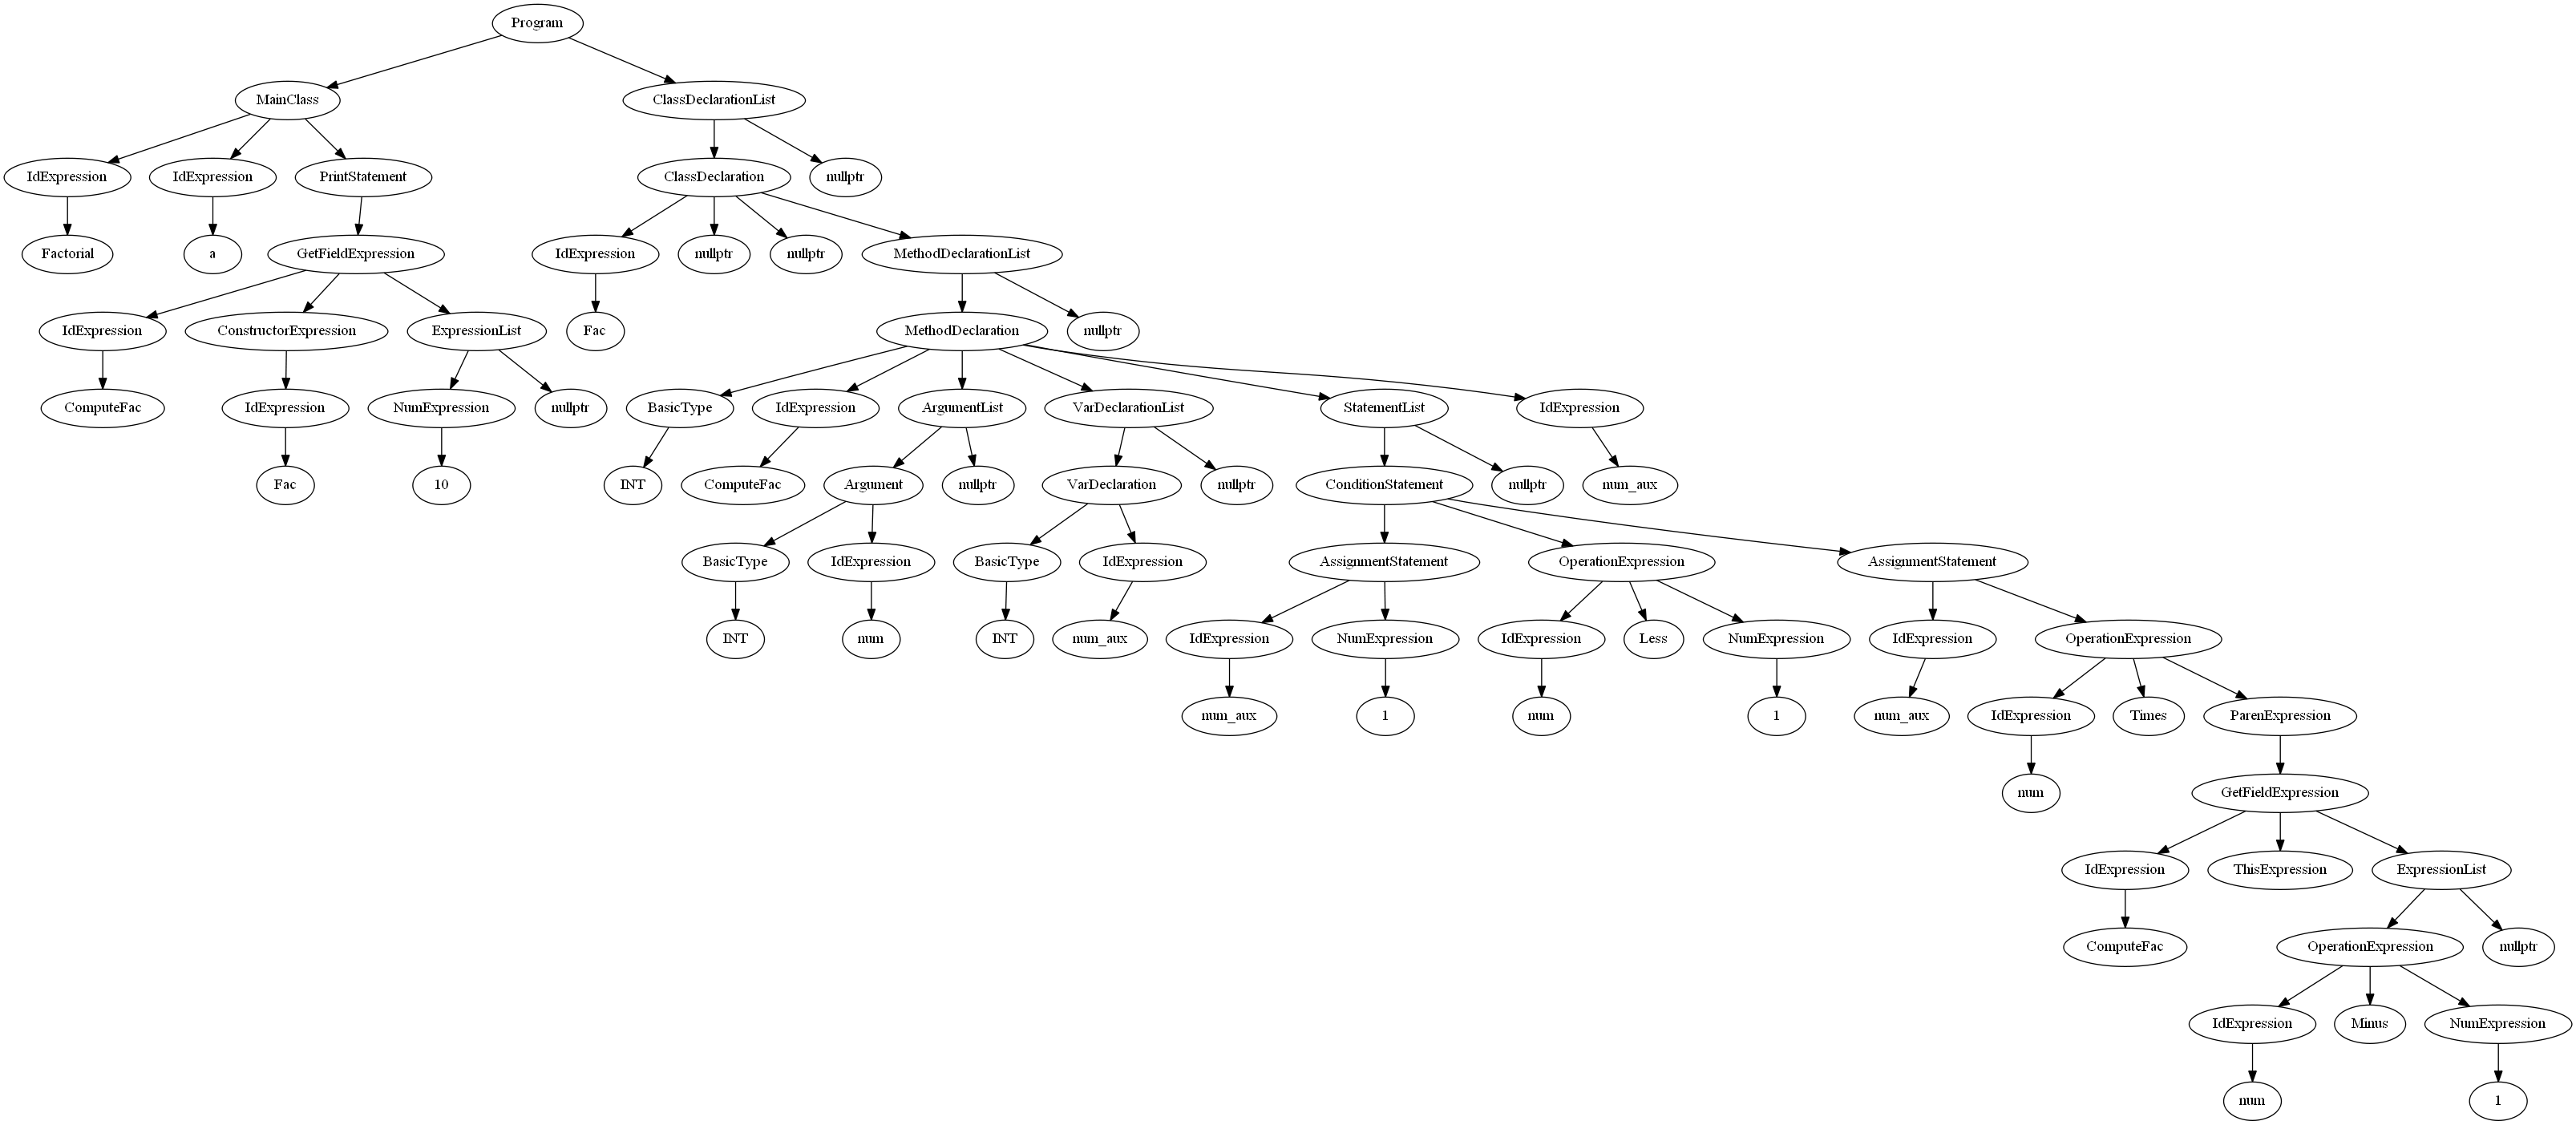 Program
MainClass
ClassDeclarationList
IdExpression
IdExpression
PrintStatement
ClassDeclaration
nullptr
Factorial
a
GetFieldExpression
IdExpression
nullptr
nullptr
MethodDeclarationList
IdExpression
ConstructorExpression
ExpressionList
Fac
MethodDeclaration
nullptr
ComputeFac
IdExpression
NumExpression
nullptr
BasicType
IdExpression
ArgumentList
VarDeclarationList
StatementList
IdExpression
Fac
10
INT
ComputeFac
Argument
nullptr
VarDeclaration
nullptr
ConditionStatement
nullptr
num_aux
BasicType
IdExpression
BasicType
IdExpression
AssignmentStatement
OperationExpression
AssignmentStatement
INT
num
INT
num_aux
IdExpression
NumExpression
IdExpression
Less
NumExpression
IdExpression
OperationExpression
num_aux
1
num
1
num_aux
IdExpression
Times
ParenExpression
num
GetFieldExpression
IdExpression
ThisExpression
ExpressionList
ComputeFac
OperationExpression
nullptr
IdExpression
Minus
NumExpression
num
1